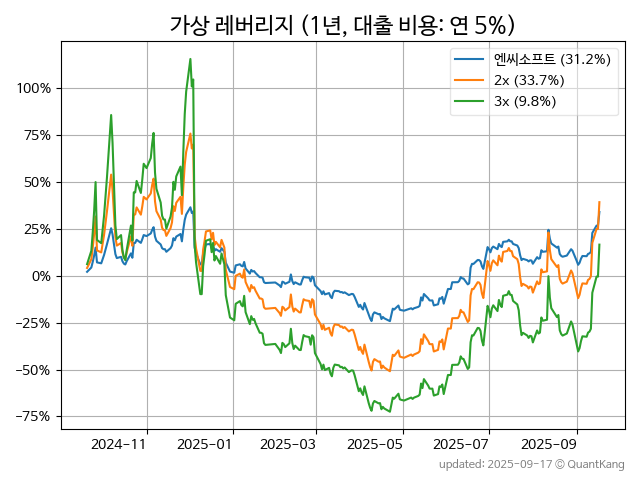 가상 레버리지 (1년, 대출 비용: 연 5%)
엔씨소프트 (31.2%)
2x (33.7%)
3x (9.8%)
100%
75%
50%
25%
0%
−25%
−50%
−75%
2024-11 2025-01 2025-03 2025-05 2025-07 2025-09
updated: 2025-09-17 © QuantKang